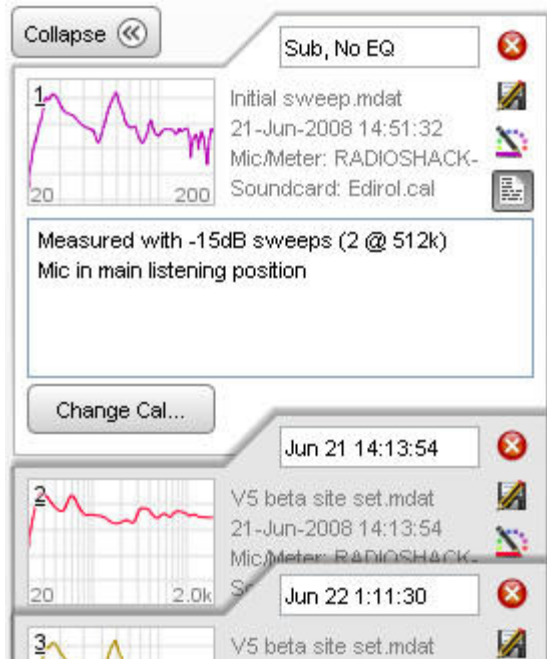 Collapse
Sub, No EQ
1
Initial sweep.mdat
21-Jun-2008 14:51:32
Mic/Meter: RADIOSHACK-
Soundcard: Edirol.cal
20 200
Measured with -15dB sweeps (2 @ 512k)
Mic in main listening position
Change Cal...
Jun 21 14:13:54
2
V5 beta site set.mdat
21-Jun-2008 14:13:54
Mic/Meter: RADIOSHACK-
20 2.0k
Jun 22 1:11:30
3
V5 beta site set.mdat